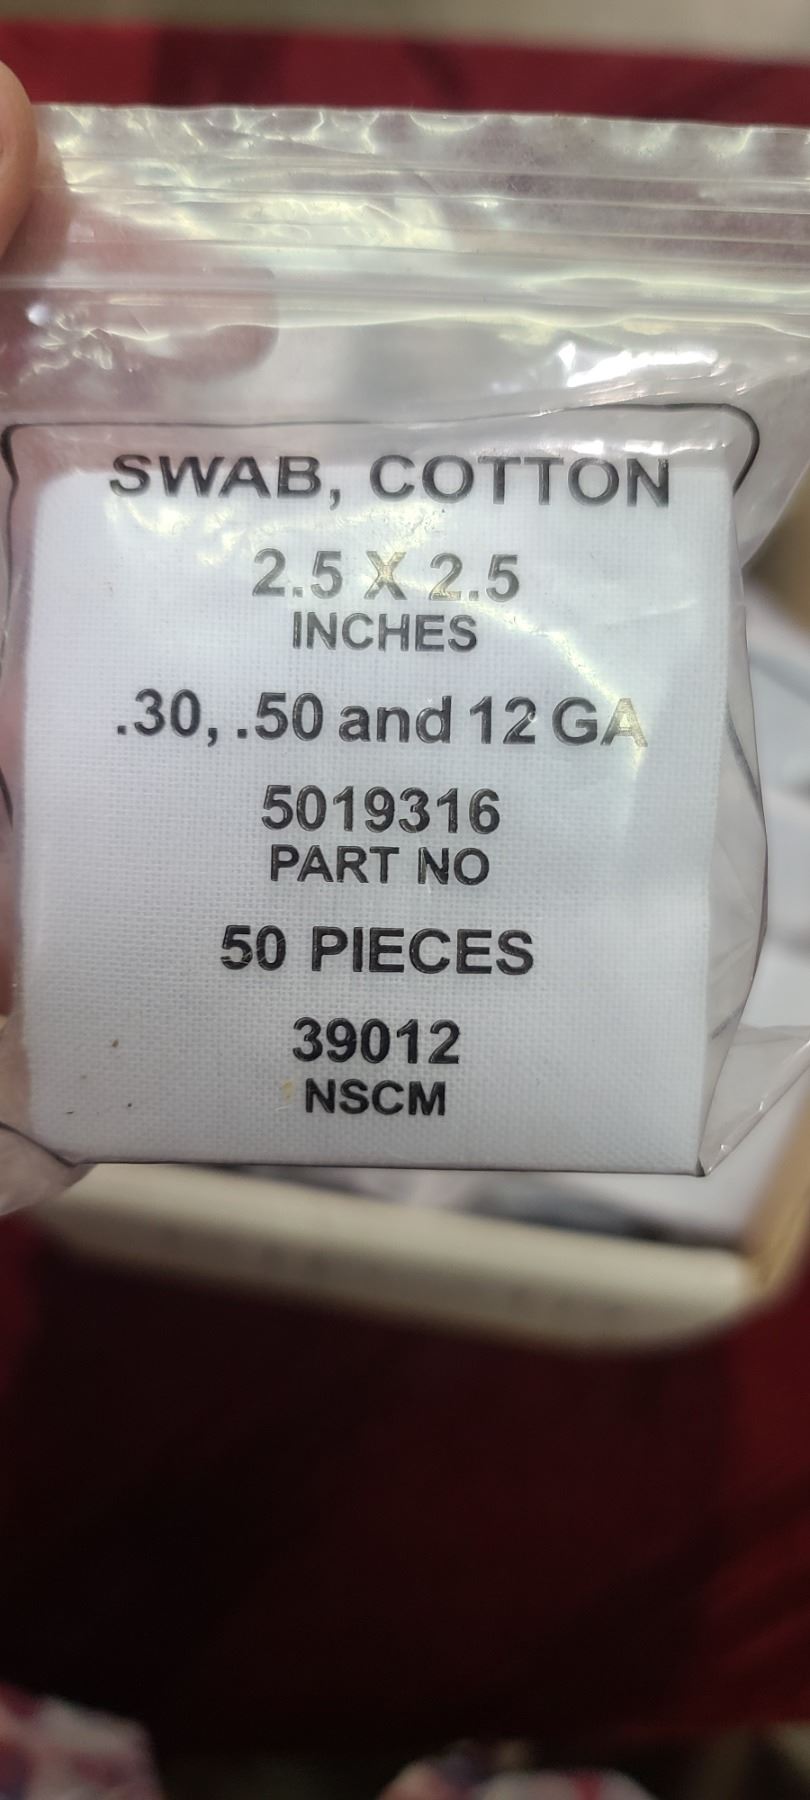 SWAB, COTTON
2.5 X 2.5
INCHES
.30, .50 and 12 GA
5019316
PART NO
50 PIECES
39012
NSCM